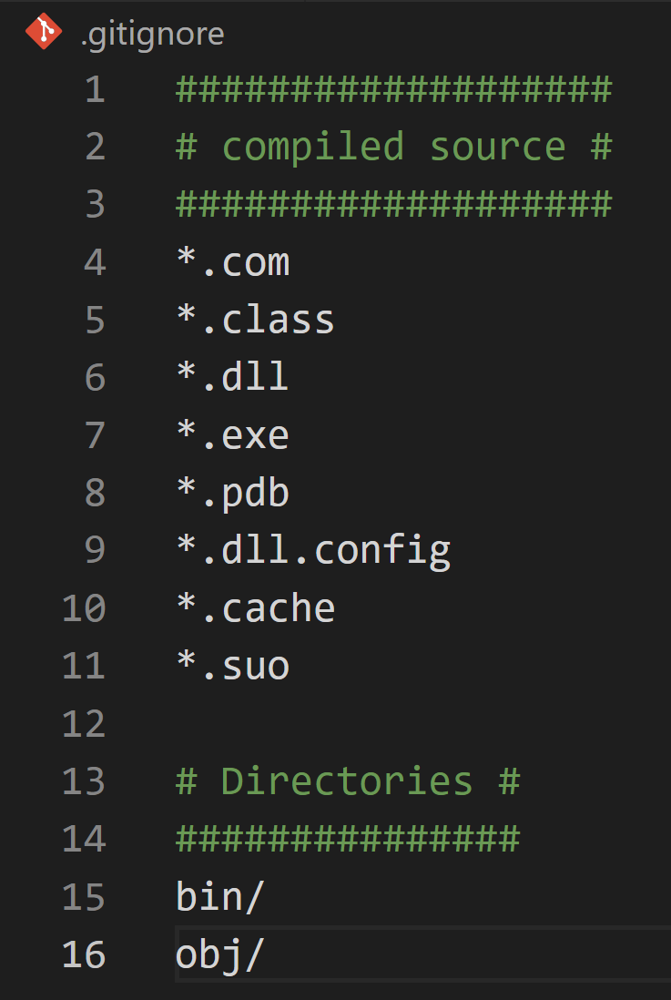 .gitignore
1 ###################
2 # compiled source #
3 ###################
4 *.com
5 *.class
6 *.dll
7 *.exe
8 *.pdb
9 *.dll.config
10 *.cache
11 *.suo
12
13 # Directories #
14 ###############
15 bin/
16 obj/